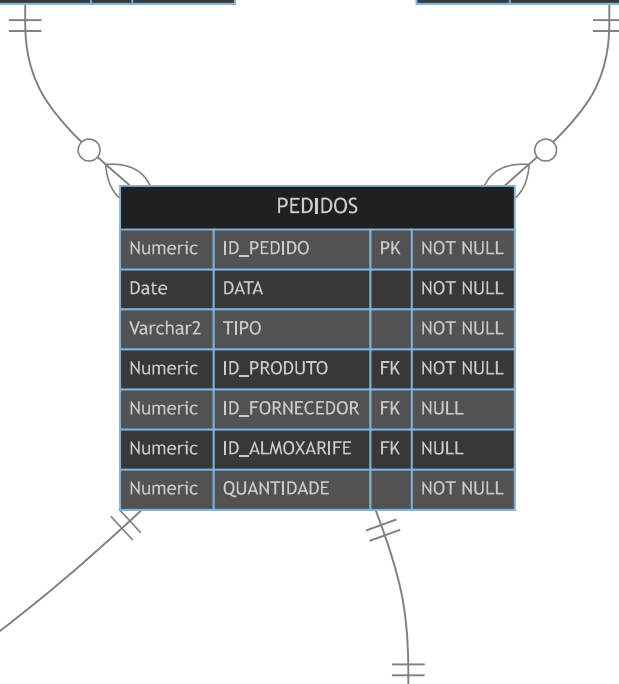 PEDIDOS
Numeric ID_PEDIDO PK NOT NULL
Date DATA NOT NULL
Varchar2 TIPO NOT NULL
Numeric ID_PRODUTO FK NOT NULL
Numeric ID_FORNECEDOR FK NULL
Numeric ID_ALMOXARIFE FK NULL
Numeric QUANTIDADE NOT NULL